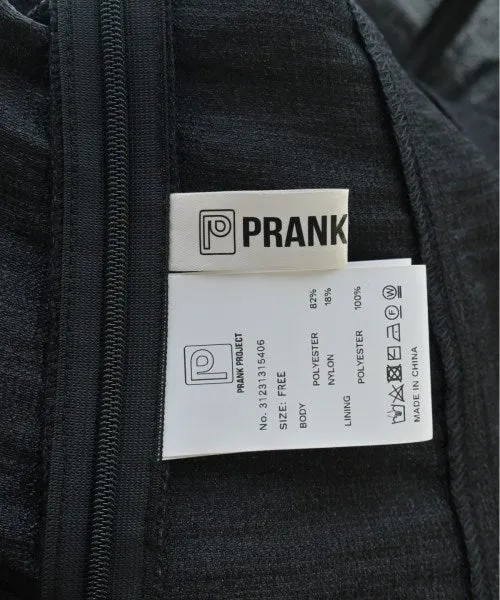 PRANK
PRANK PROJECT
No. 31231315406
SIZE: FREE
BODY
POLYESTER 82%
NYLON 18%
LINING
POLYESTER 100%
MADE IN CHINA